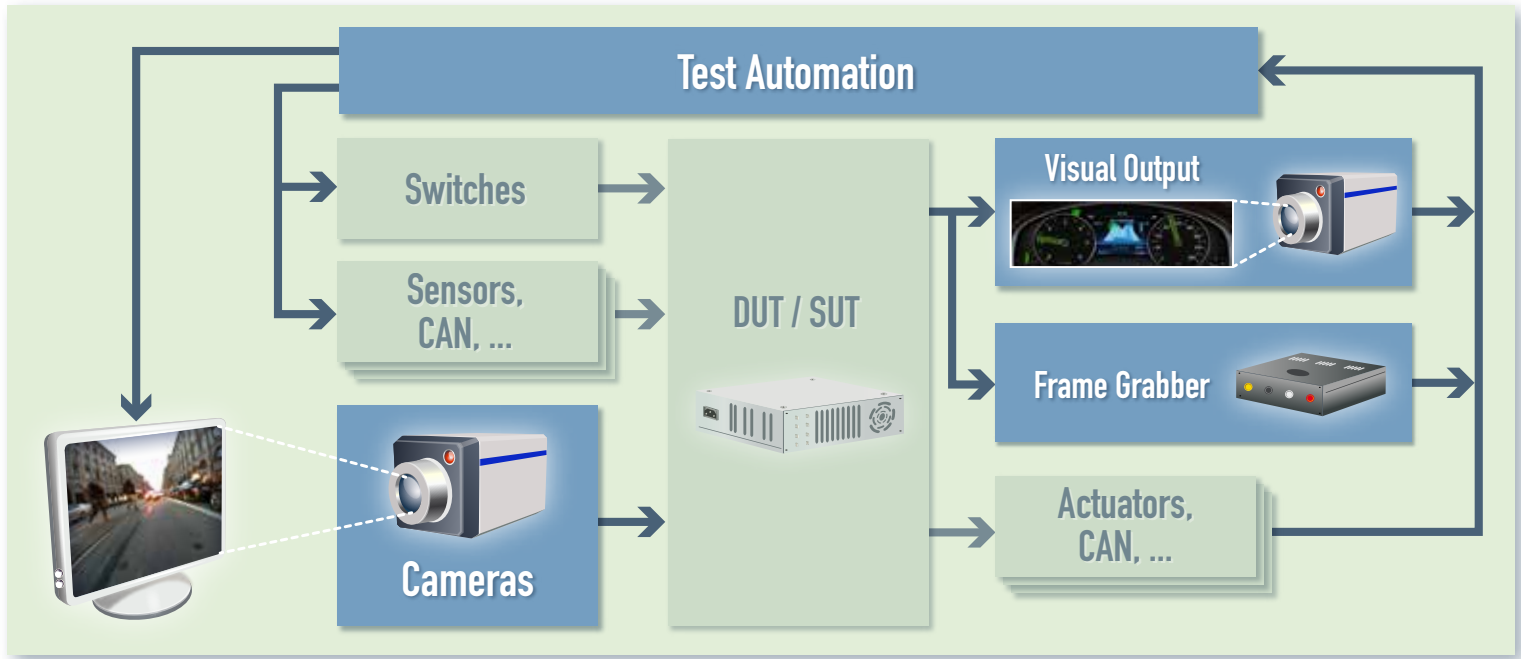 Test Automation
Switches
Sensors,
CAN, ...
Cameras
DUT / SUT
Visual Output
Frame Grabber
Actuators,
CAN, ...